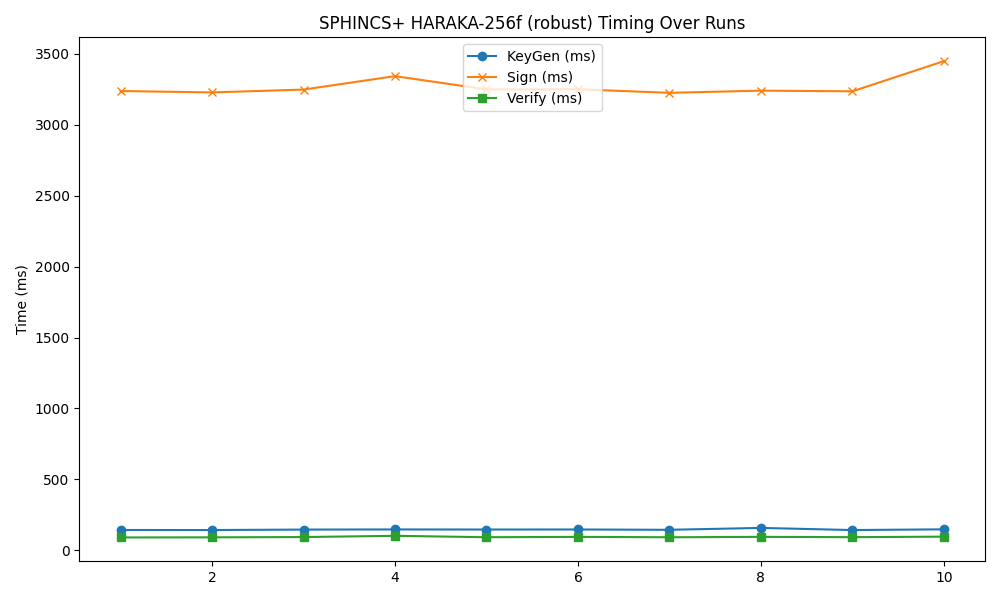 SPHINCS+ HARAKA-256f (robust) Timing Over Runs
KeyGen (ms)
Sign (ms)
Verify (ms)
Time (ms)
3500
3000
2500
2000
1500
1000
500
0
2
4
6
8
10